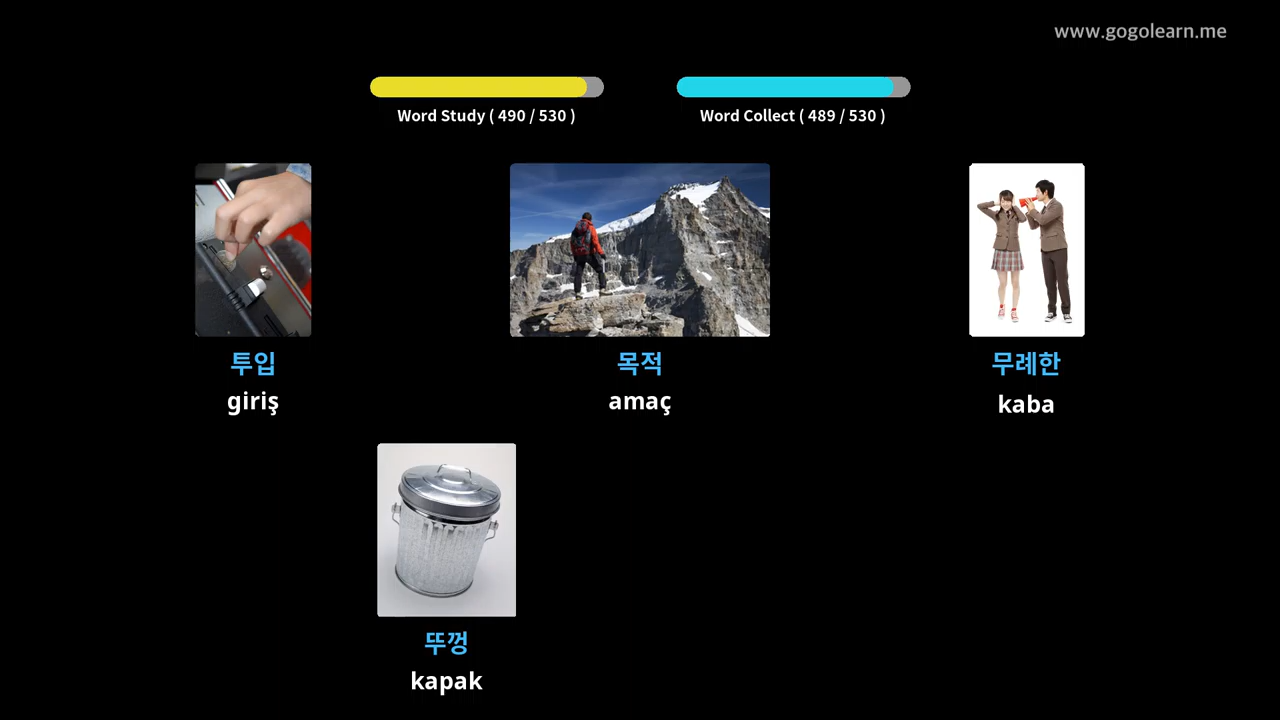 www.gogolearn.me
Word Study ( 490 / 530 )
Word Collect ( 489 / 530 )
투입
giriş
목적
amaç
무례한
kaba
뚜껑
kapak